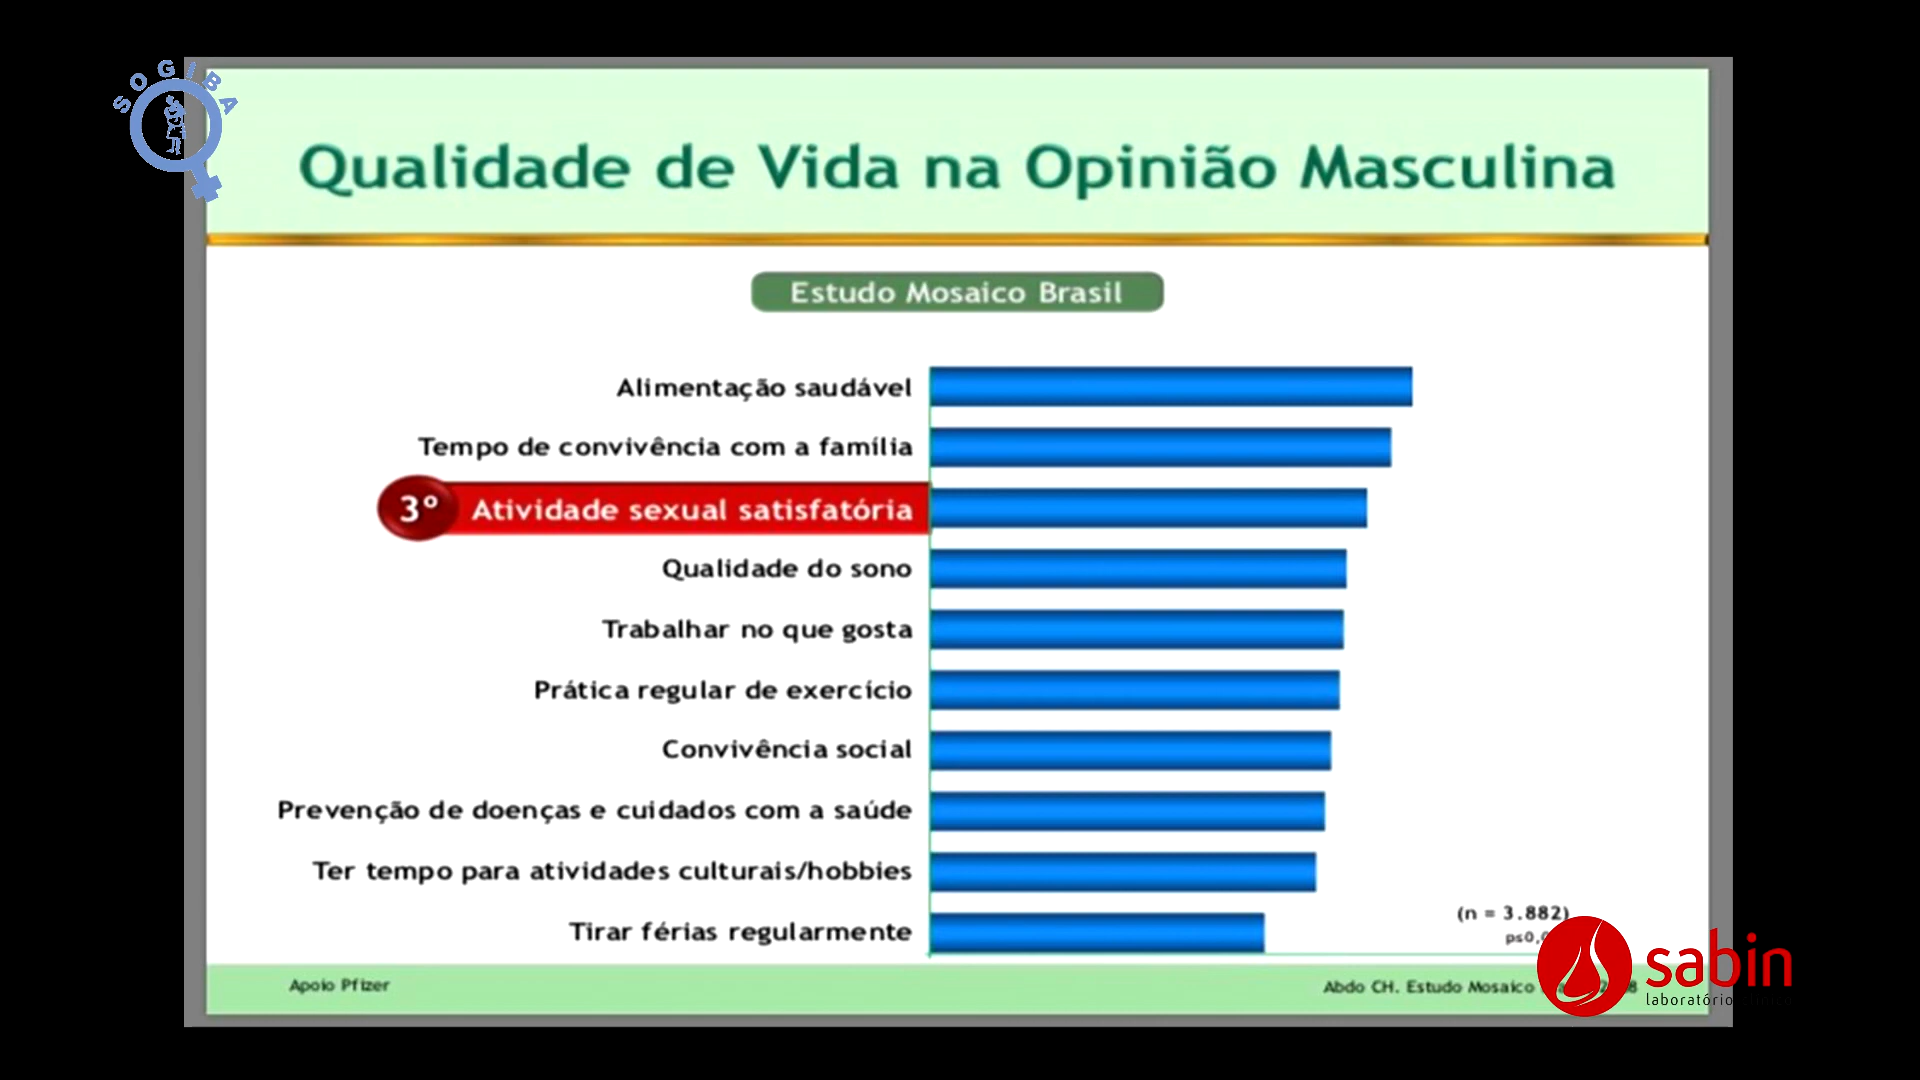 SOGIBA
Qualidade de Vida na Opinião Masculina
Estudo Mosaico Brasil
Alimentação saudável
Tempo de convivência com a família
3º Atividade sexual satisfatória
Qualidade do sono
Trabalhar no que gosta
Prática regular de exercício
Convivência social
Prevenção de doenças e cuidados com a saúde
Ter tempo para atividades culturais/hobbies
Tirar férias regularmente
(n = 3.882)
sabin
laboratório
Apoio Pfizer
Abdo CH. Estudo Mosaico